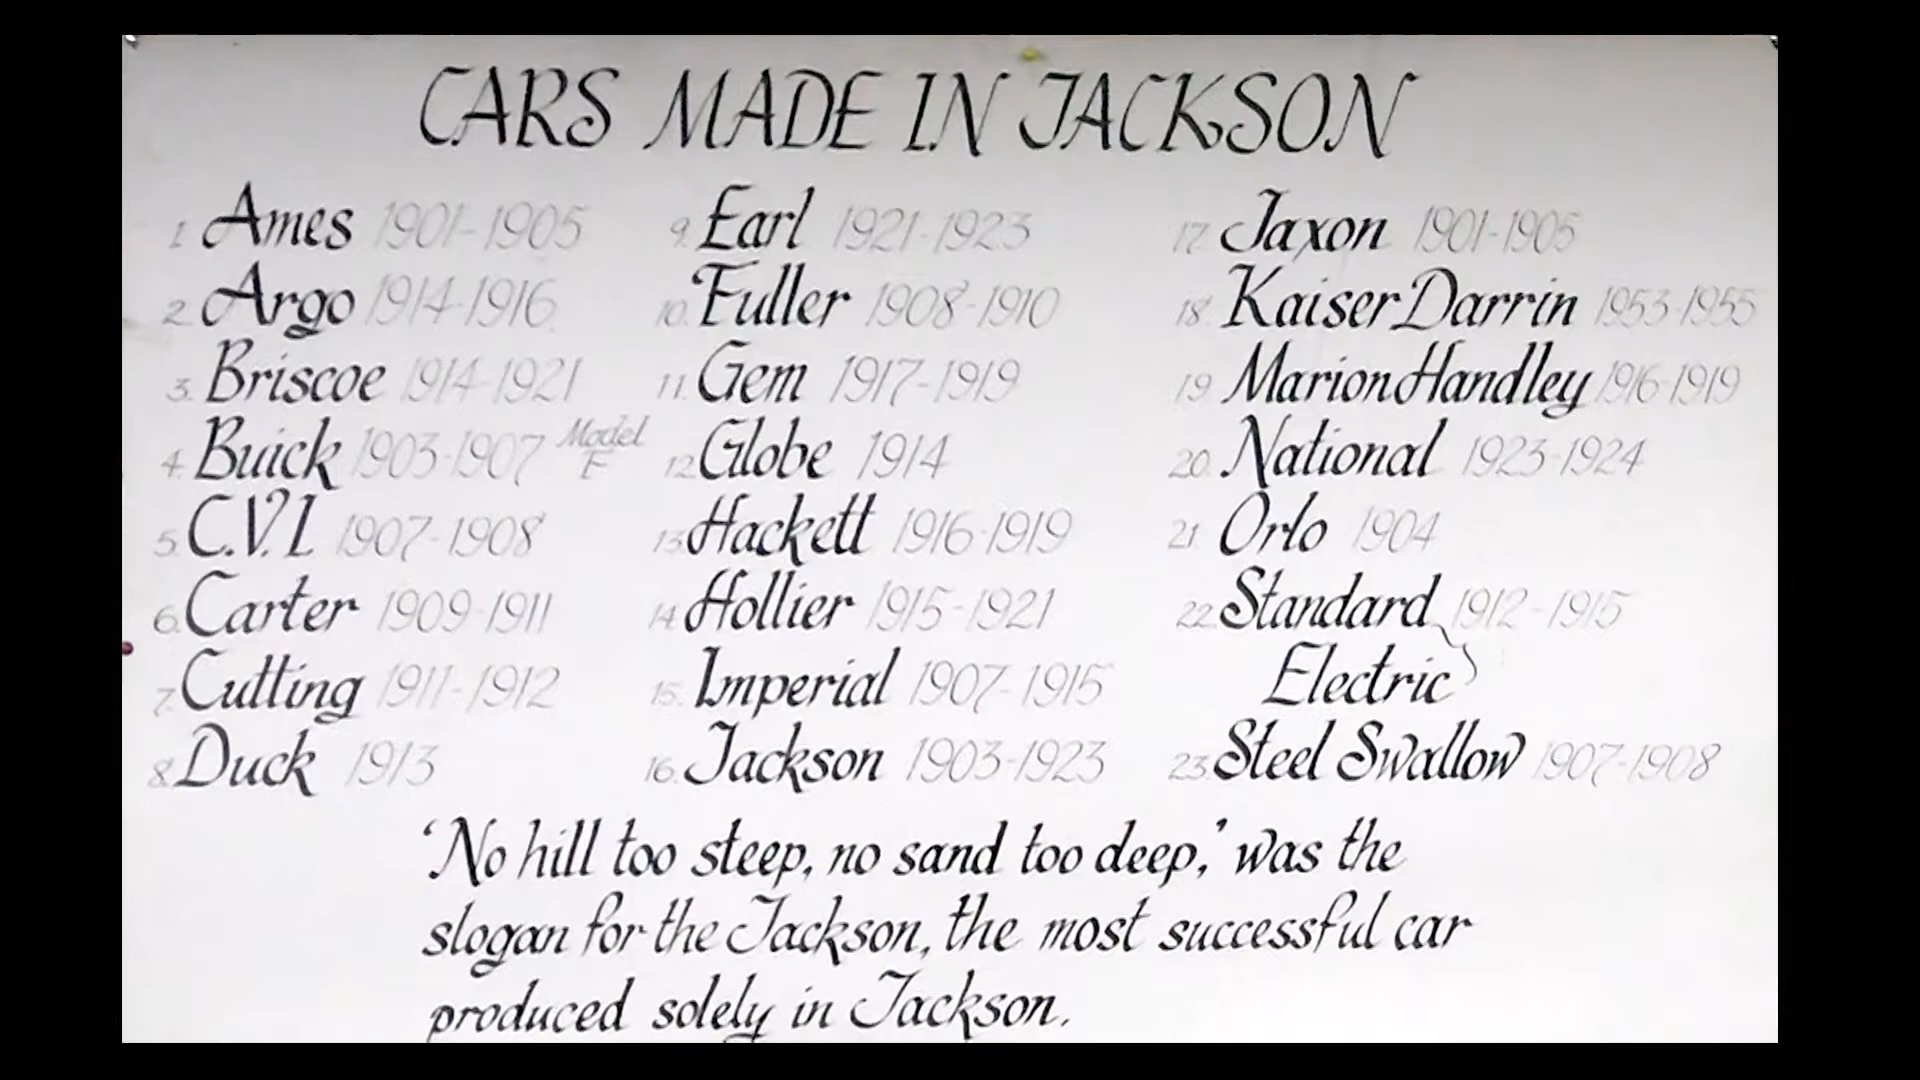 CARS MADE IN JACKSON
1. Ames 1901-1905
2. Argo 1914-1916
3. Briscoe 1914-1921
4. Buick 1903-1907 Model F
5. C.V.I. 1907-1908
6. Carter 1909-1911
7. Cutting 1911-1912
8. Duck 1913
9. Earl 1921-1923
10. Fuller 1908-1910
11. Gem 1917-1919
12. Globe 1914
13. Hackett 1916-1919
14. Hollier 1915-1921
15. Imperial 1907-1915
16. Jackson 1903-1923
17. Jaxon 1901-1905
18. Kaiser Darrin 1953-1955
19. Marion Handley 1916-1919
20. National 1923-1924
21. Orlo 1904
22. Standard 1912-1915
Electric
23. Steel Swallow 1907-1908
'No hill too steep, no sand too deep,' was the
slogan for the Jackson, the most successful car
produced solely in Jackson.